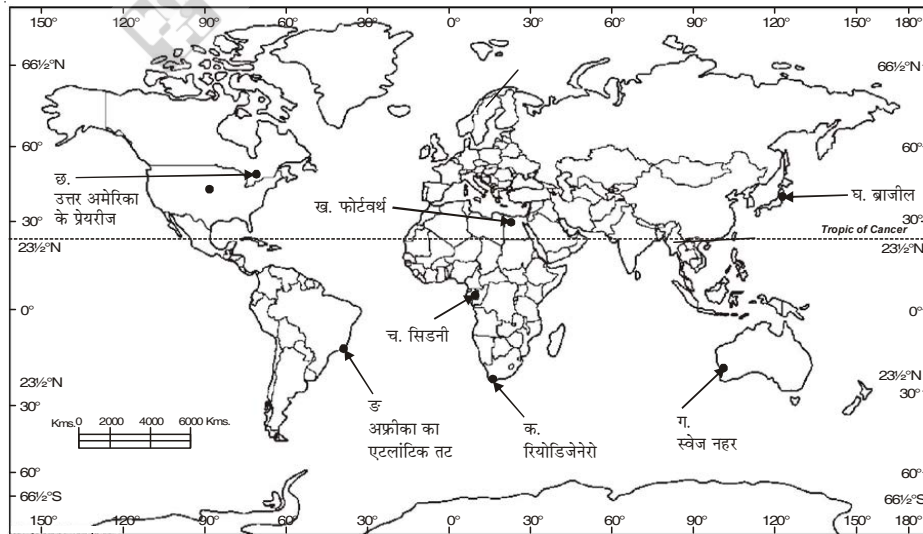 150° 120° 90° 60° 30° 0° 30° 60° 90° 120° 150° 180°
66½°N 66½°N
60° 60°
छ.
उत्तर अमेरिका
के प्रेयरीज
ख. फोर्टवर्थ
घ. ब्राजील
30° 30°
Tropic of Cancer
23½°N 23½°N
0° 0°
च. सिडनी
23½°N 23½°N
30° 30°
Kms. 0 2000 4000 6000 Kms.
ङ
अफ्रीका का
एटलांटिक तट
क.
रियोडिजेनेरो
ग.
स्वेज नहर
60° 60°
66½°S 66½°S
150° 120° 90° 60° 30° 0° 30° 60° 90° 120° 150° 180°